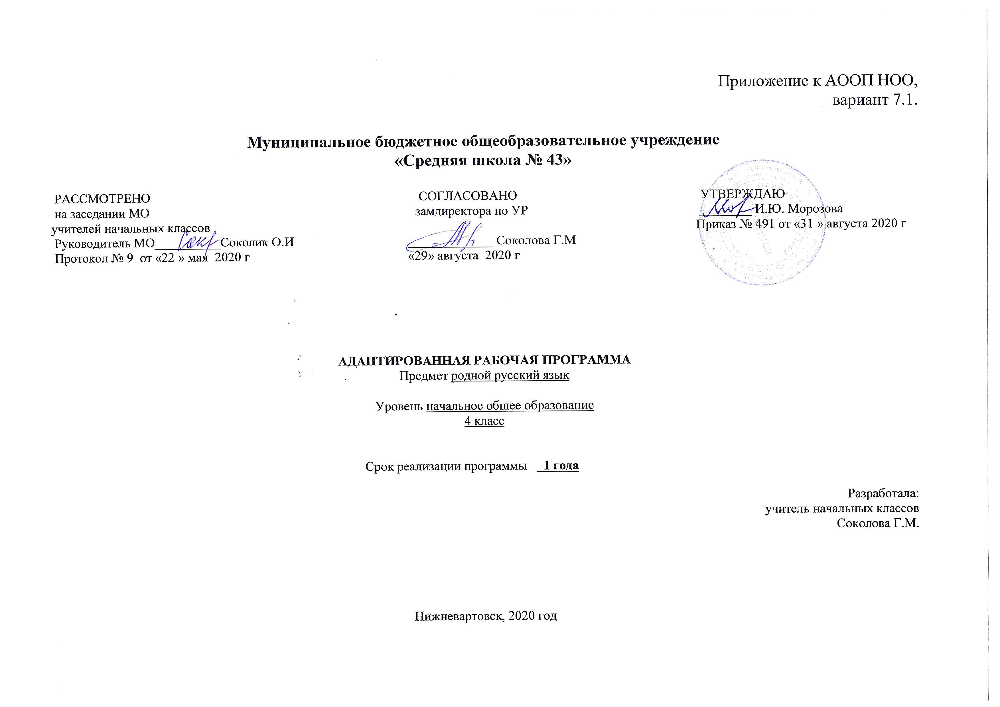 Приложение к АООП НОО,
вариант 7.1.
Муниципальное бюджетное общеобразовательное учреждение
«Средняя школа № 43»
РАССМОТРЕНО
на заседании МО
учителей начальных классов
Руководитель МО__________Соколик О.И
Протокол № 9 от «22 » мая 2020 г
СОГЛАСОВАНО
замдиректора по УР
_____________ Соколова Г.М
«29» августа 2020 г
УТВЕРЖДАЮ
________ И.Ю. Морозова
Приказ № 491 от «31 » августа 2020 г
АДАПТИРОВАННАЯ РАБОЧАЯ ПРОГРАММА
Предмет родной русский язык
Уровень начальное общее образование
4 класс
Срок реализации программы 1 года
Разработала:
учитель начальных классов
Соколова Г.М.
Нижневартовск, 2020 год